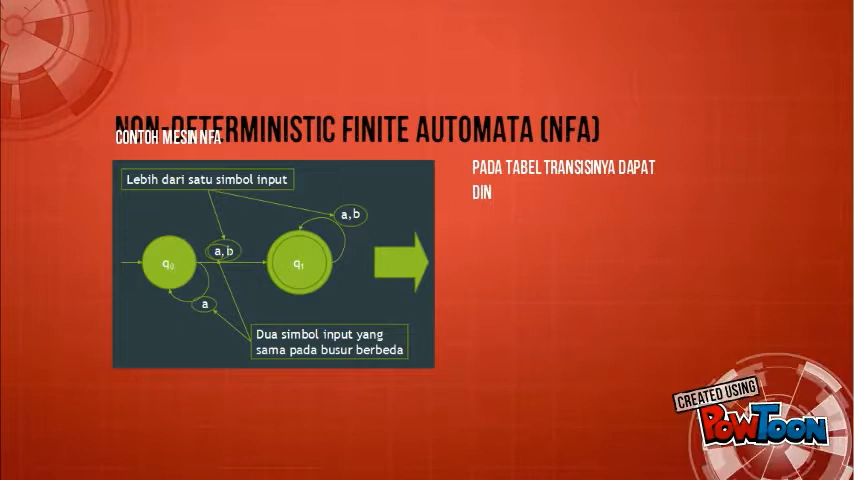 NON-DETERMINISTIC FINITE AUTOMATA (NFA)
CONTOH MESIN NFA
PADA TABEL TRANSISINYA DAPAT
DIN
Lebih dari satu simbol input
a,b
a,b
q0
q1
a
Dua simbol input yang
sama pada busur berbeda
CREATED USING
POWTOON